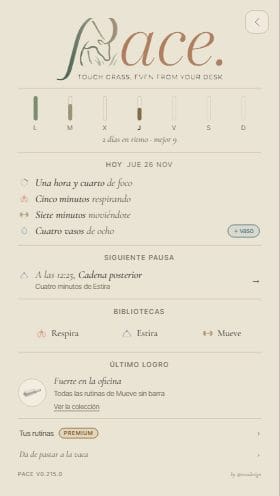 Pace.
TOUCH GRASS, EVEN FROM YOUR DESK
L M X J V S D
2 días en ritmo · mejor 9
HOY JUE 26 NOV
Una hora y cuarto de foco
Cinco minutos respirando
Siete minutos moviéndote
Cuatro vasos de ocho
+ vaso
SIGUIENTE PAUSA
A las 12:25, Cadena posterior
Cuatro minutos de Estira
BIBLIOTECAS
Respira Estira Mueve
ÚLTIMO LOGRO
Fuerte en la oficina
Todas las rutinas de Mueve sin barra
Ver la colección
Tus rutinas PREMIUM
Da de pastar a la vaca
PACE V0.215.0